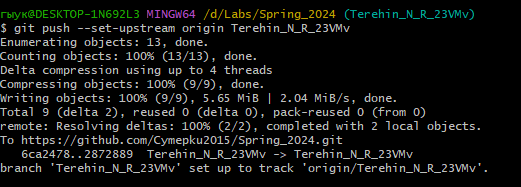 гыук@DESKTOP-1N692L3 MINGW64 /d/Labs/Spring_2024 (Terehin_N_R_23VMv)
$ git push --set-upstream origin Terehin_N_R_23VMv
Enumerating objects: 13, done.
Counting objects: 100% (13/13), done.
Delta compression using up to 4 threads
Compressing objects: 100% (9/9), done.
Writing objects: 100% (9/9), 5.65 MiB | 2.04 MiB/s, done.
Total 9 (delta 2), reused 0 (delta 0), pack-reused 0 (from 0)
remote: Resolving deltas: 100% (2/2), completed with 2 local objects.
To https://github.com/Cymepku2015/Spring_2024.git
   6ca2478..2872889  Terehin_N_R_23VMv -> Terehin_N_R_23VMv
branch 'Terehin_N_R_23VMv' set up to track 'origin/Terehin_N_R_23VMv'.